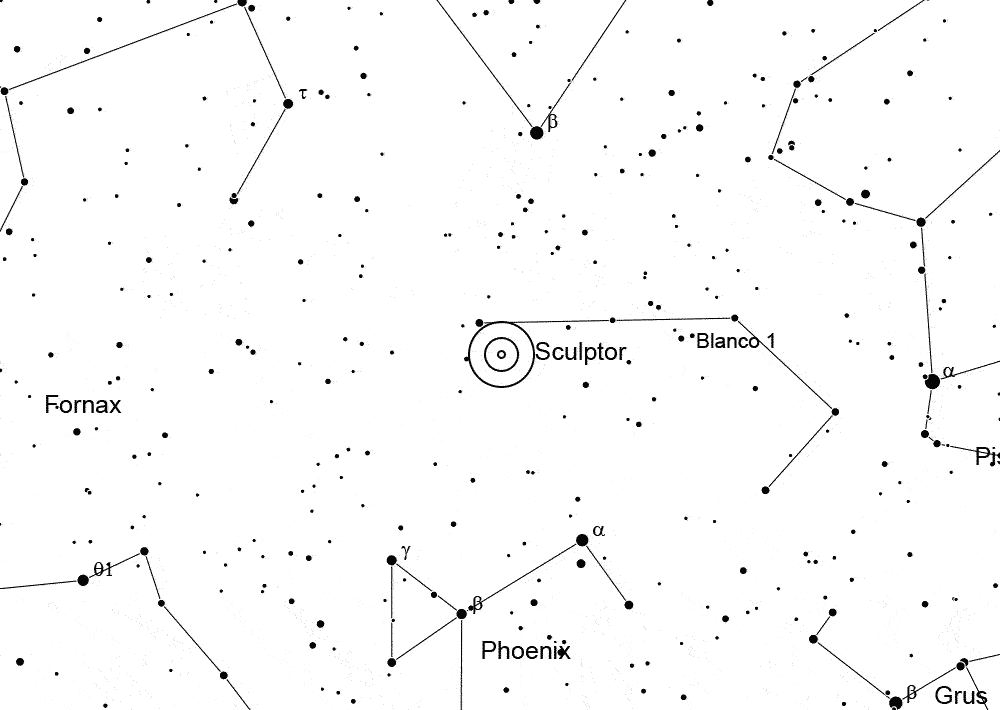 τ
β
Sculptor
Blanco 1
α
Fornax
Pis
α
γ
θ1
β
Phoenix
β
Grus